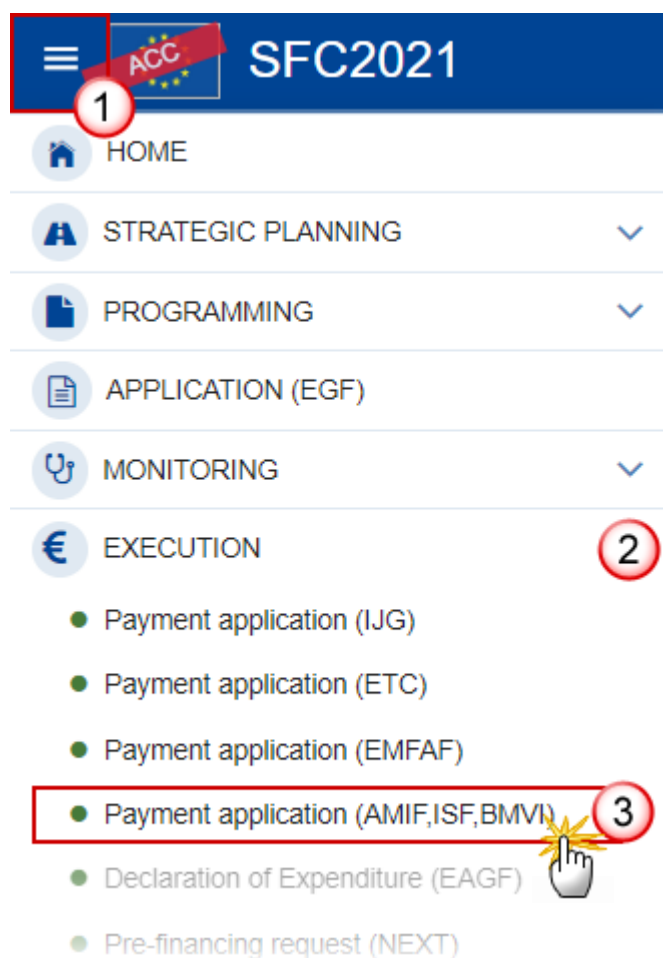 ACC SFC2021
1
HOME
STRATEGIC PLANNING
PROGRAMMING
APPLICATION (EGF)
MONITORING
€ EXECUTION 2
Payment application (IJG)
Payment application (ETC)
Payment application (EMFAF)
Payment application (AMIF,ISF,BMVI) 3
Declaration of Expenditure (EAGF)
Pre-financing request (NEXT)